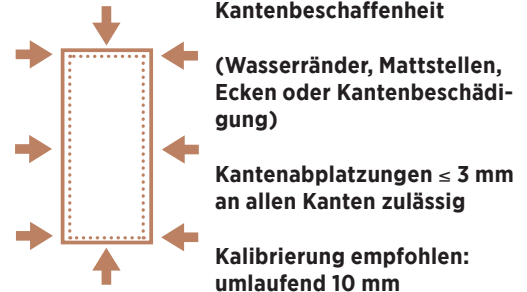 Kantenbeschaffenheit
(Wasserränder, Mattstellen,
Ecken oder Kantenbeschädi-
gung)
Kantenabplatzungen ≤ 3 mm
an allen Kanten zulässig
Kalibrierung empfohlen:
umlaufend 10 mm